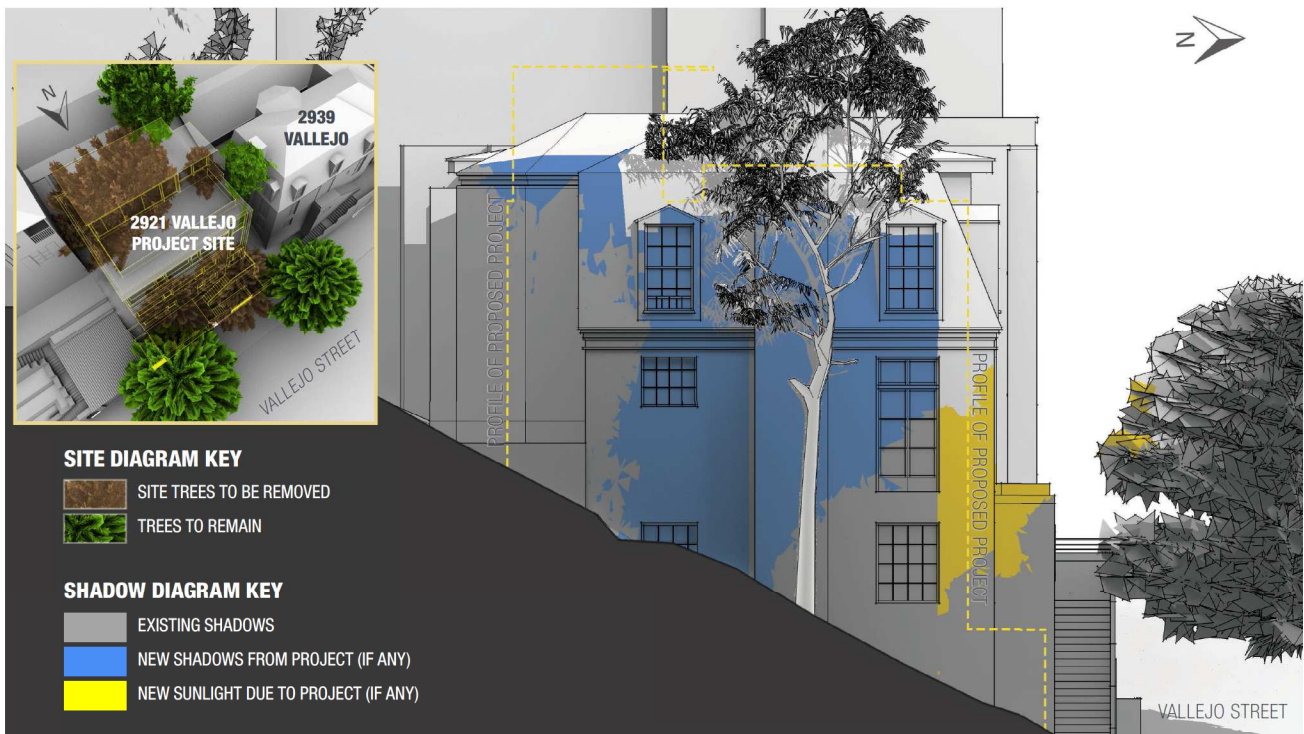 N
N
2939
VALLEJO
2921 VALLEJO
PROJECT SITE
VALLEJO STREET
PROFILE OF PROPOSED PROJECT
PROFILE OF PROPOSED PROJECT
SITE DIAGRAM KEY
SITE TREES TO BE REMOVED
TREES TO REMAIN
SHADOW DIAGRAM KEY
EXISTING SHADOWS
NEW SHADOWS FROM PROJECT (IF ANY)
NEW SUNLIGHT DUE TO PROJECT (IF ANY)
VALLEJO STREET